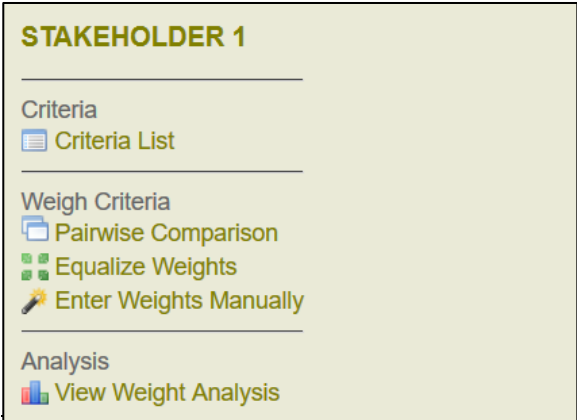 STAKEHOLDER 1
Criteria
Criteria List
Weigh Criteria
Pairwise Comparison
Equalize Weights
Enter Weights Manually
Analysis
View Weight Analysis